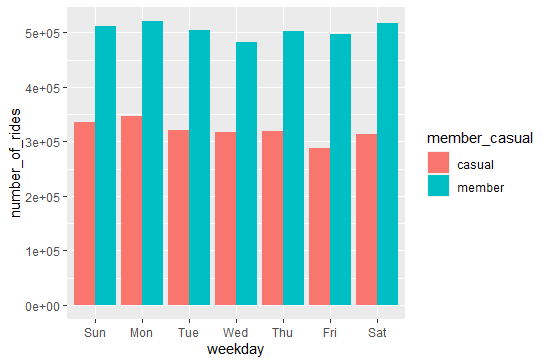 number_of_rides
5e+05
4e+05
3e+05
2e+05
1e+05
0e+00
Sun Mon Tue Wed Thu Fri Sat
weekday
member_casual
casual
member